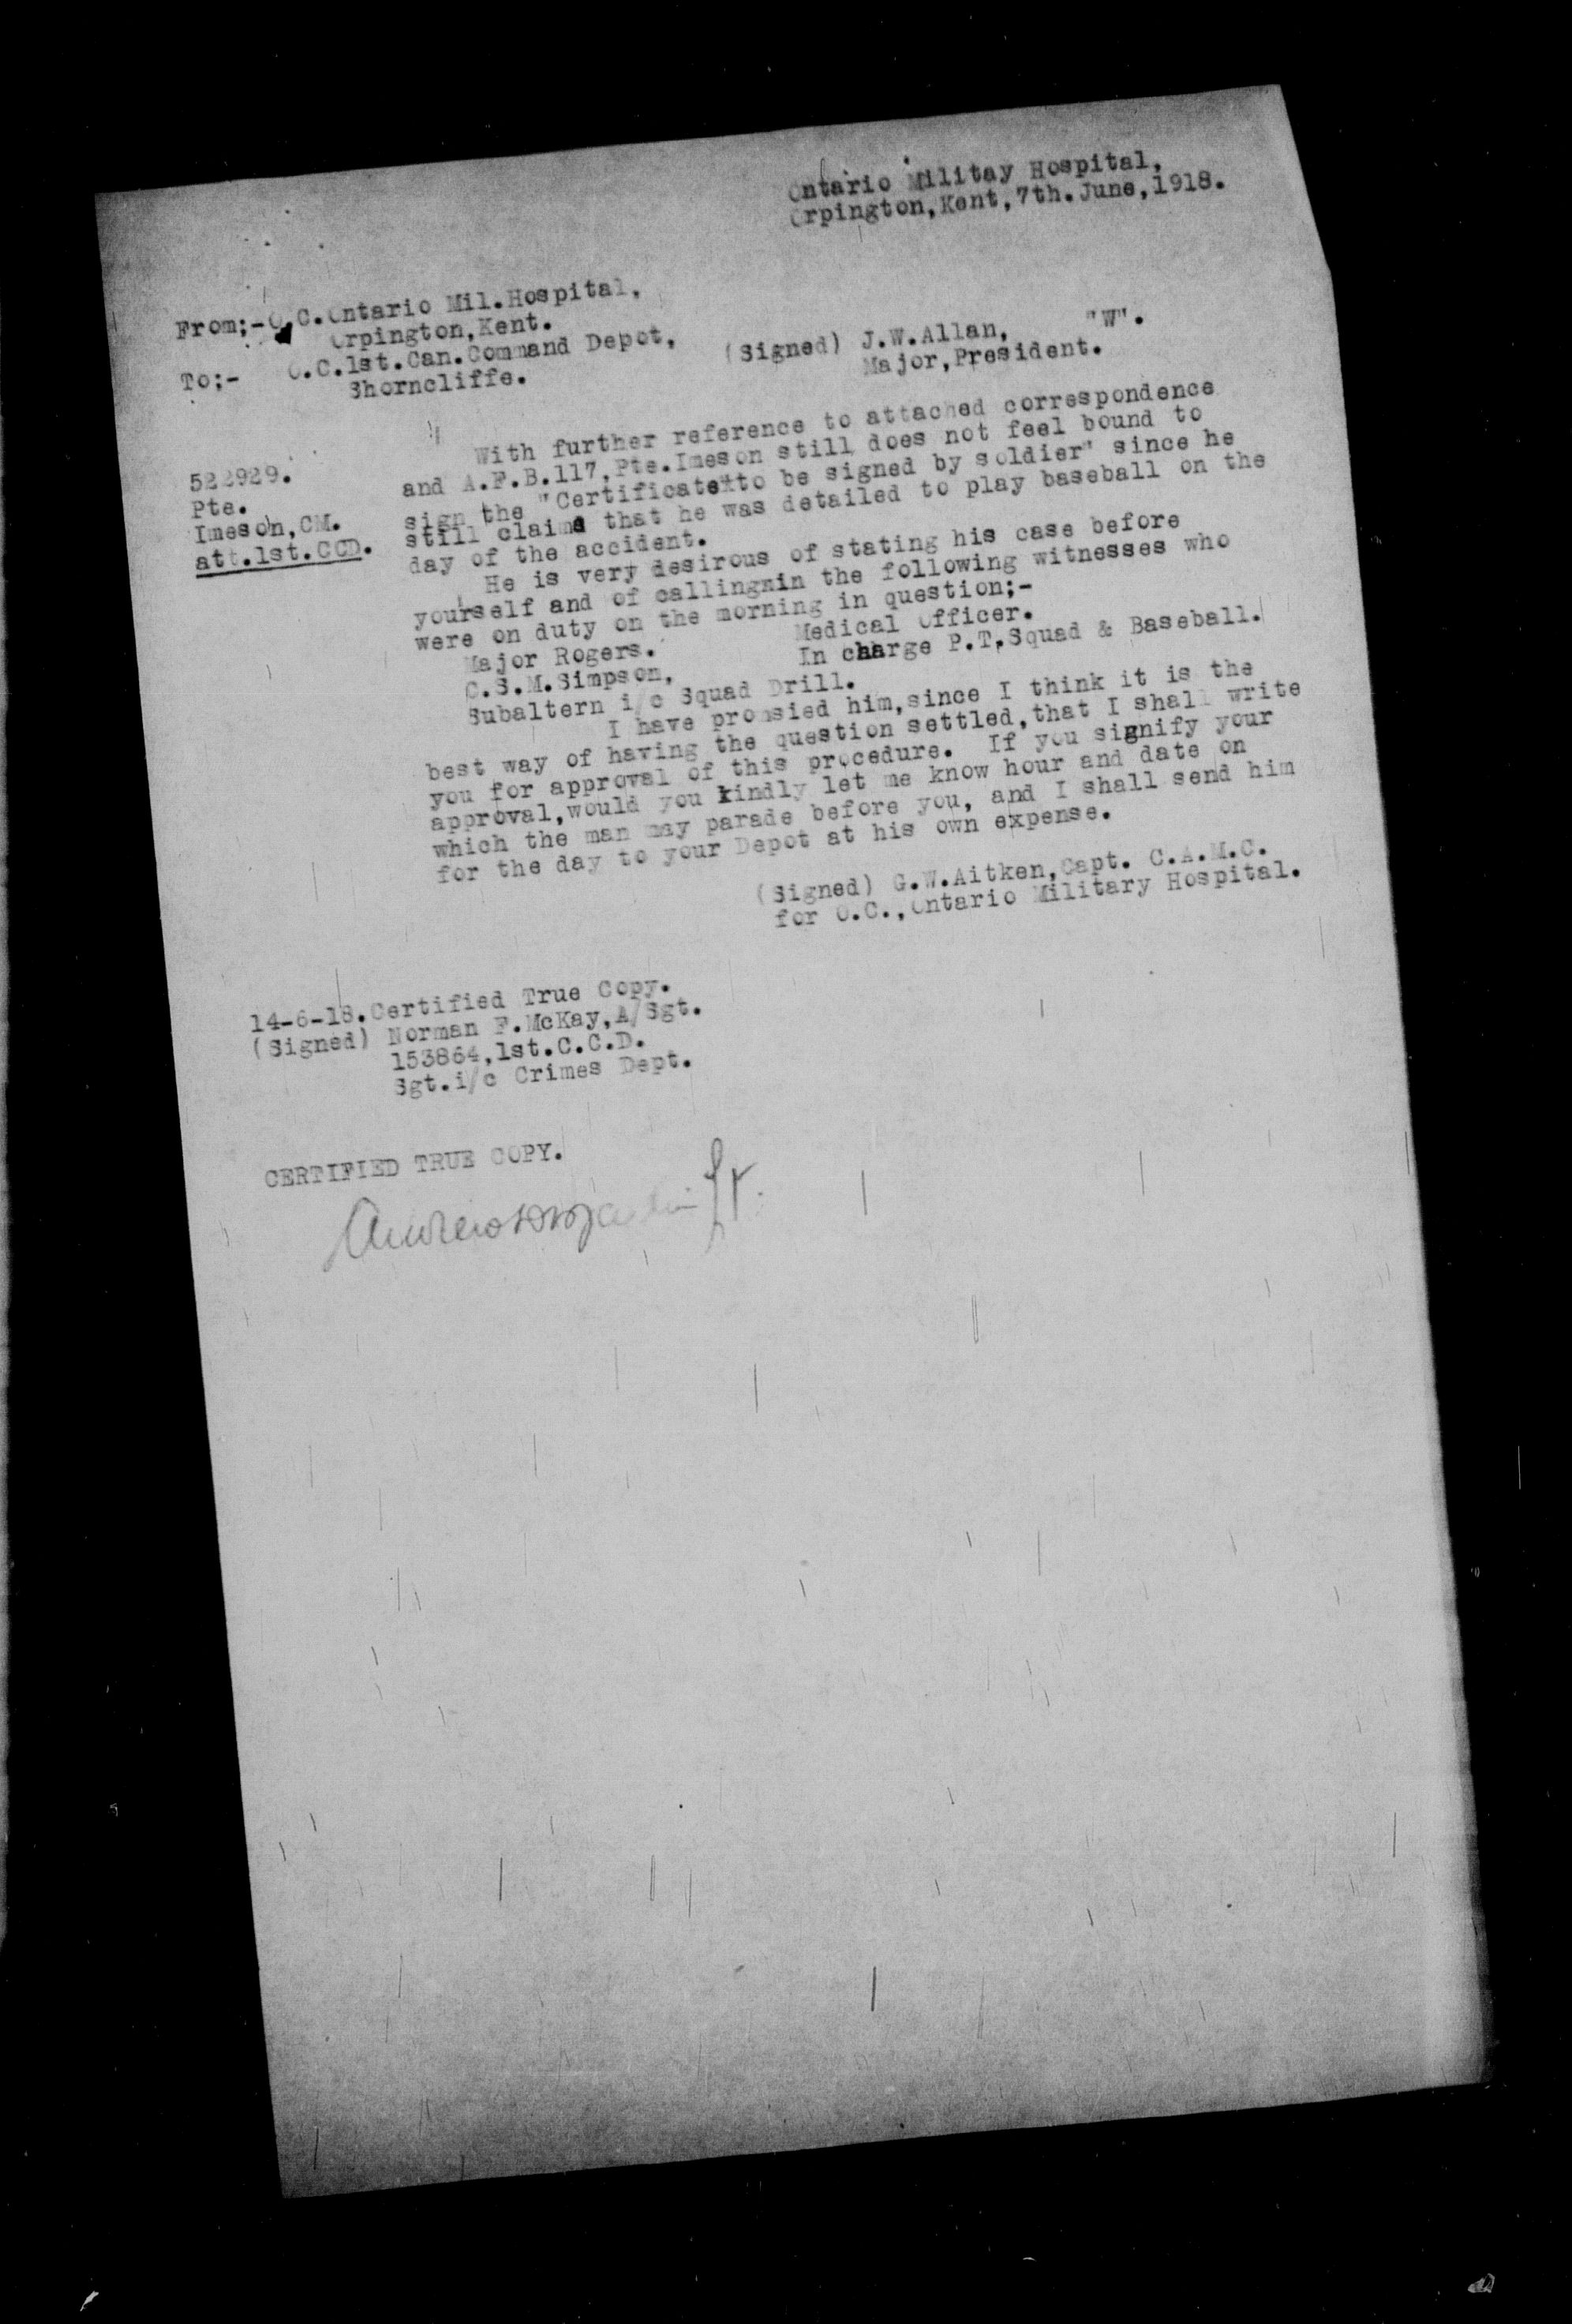 Ontario Militay Hospital,
Orpington,Kent,7th.June,1918.
From;-O.C.Ontario Mil.Hospital,
Orpington,Kent.
To;- O.C.1st.Can.Command Depot,
Shorncliffe.
(Signed) J.W.Allan, "W".
Major,President.
522929.
Pte.
Imeson,CM.
att.1st.CCD.
With further reference to attached correspondence
and A.F.B.117,Pte.Imeson still does not feel bound to
sign the "Certificate to be signed by soldier" since he
still claims that he was detailed to play baseball on the
day of the accident.
He is very desirous of stating his case before
yourself and of calling in the following witnesses who
were on duty on the morning in question;-
Major Rogers. Medical Officer.
C.S.M.Simpson, In charge P.T.Squad & Baseball.
Subaltern i/c Squad Drill.
I have promsied him,since I think it is the
best way of having the question settled,that I shall write
you for approval of this procedure. If you signify your
approval,would you kindly let me know hour and date on
which the man may parade before you, and I shall send him
for the day to your Depot at his own expense.
(Signed) G.W.Aitken,Capt. C.A.M.C.
for O.C.,Ontario Military Hospital.
14-6-18.Certified True Copy.
(Signed) Norman F.McKay,A/Sgt.
153864,1st.C.C.D.
Sgt.i/c Crimes Dept.
CERTIFIED TRUE COPY.